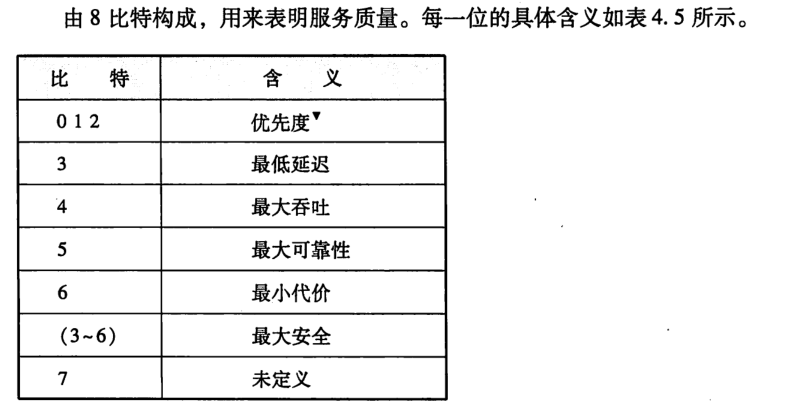 由8比特构成，用来表明服务质量。每一位的具体含义如表4.5所示。
比 特 含 义
0 1 2 优先度▼
3 最低延迟
4 最大吞吐
5 最大可靠性
6 最小代价
(3~6) 最大安全
7 未定义